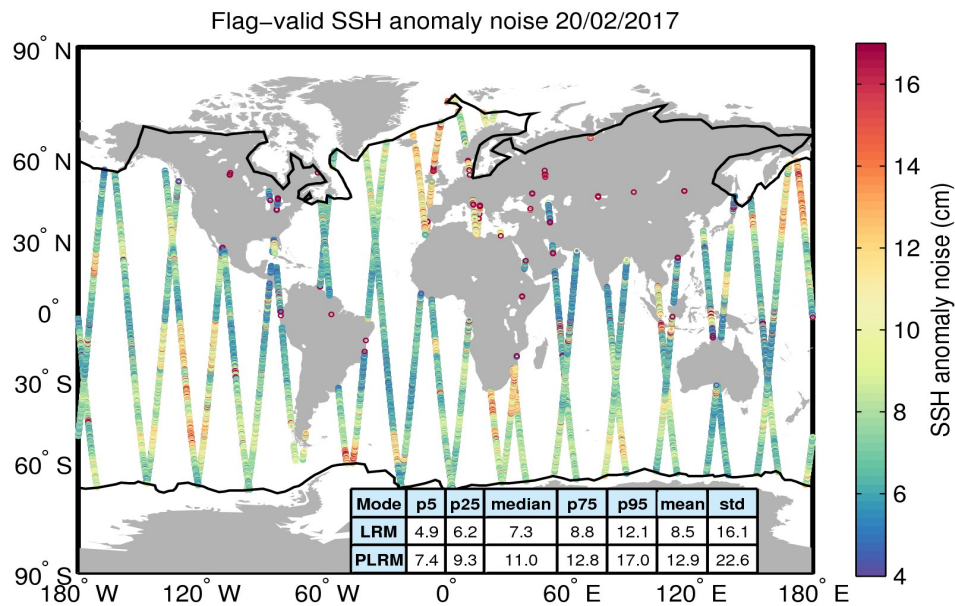 Flag-valid SSH anomaly noise 20/02/2017
90° N
60° N
30° N
0°
30° S
60° S
90° S
180° W
120° W
60° W
0°
60° E
120° E
180° E
16
14
12
10
8
6
4
SSH anomaly noise (cm)
Mode p5 p25 median p75 p95 mean std
LRM 4.9 6.2 7.3 8.8 12.1 8.5 16.1
PLRM 7.4 9.3 11.0 12.8 17.0 12.9 22.6